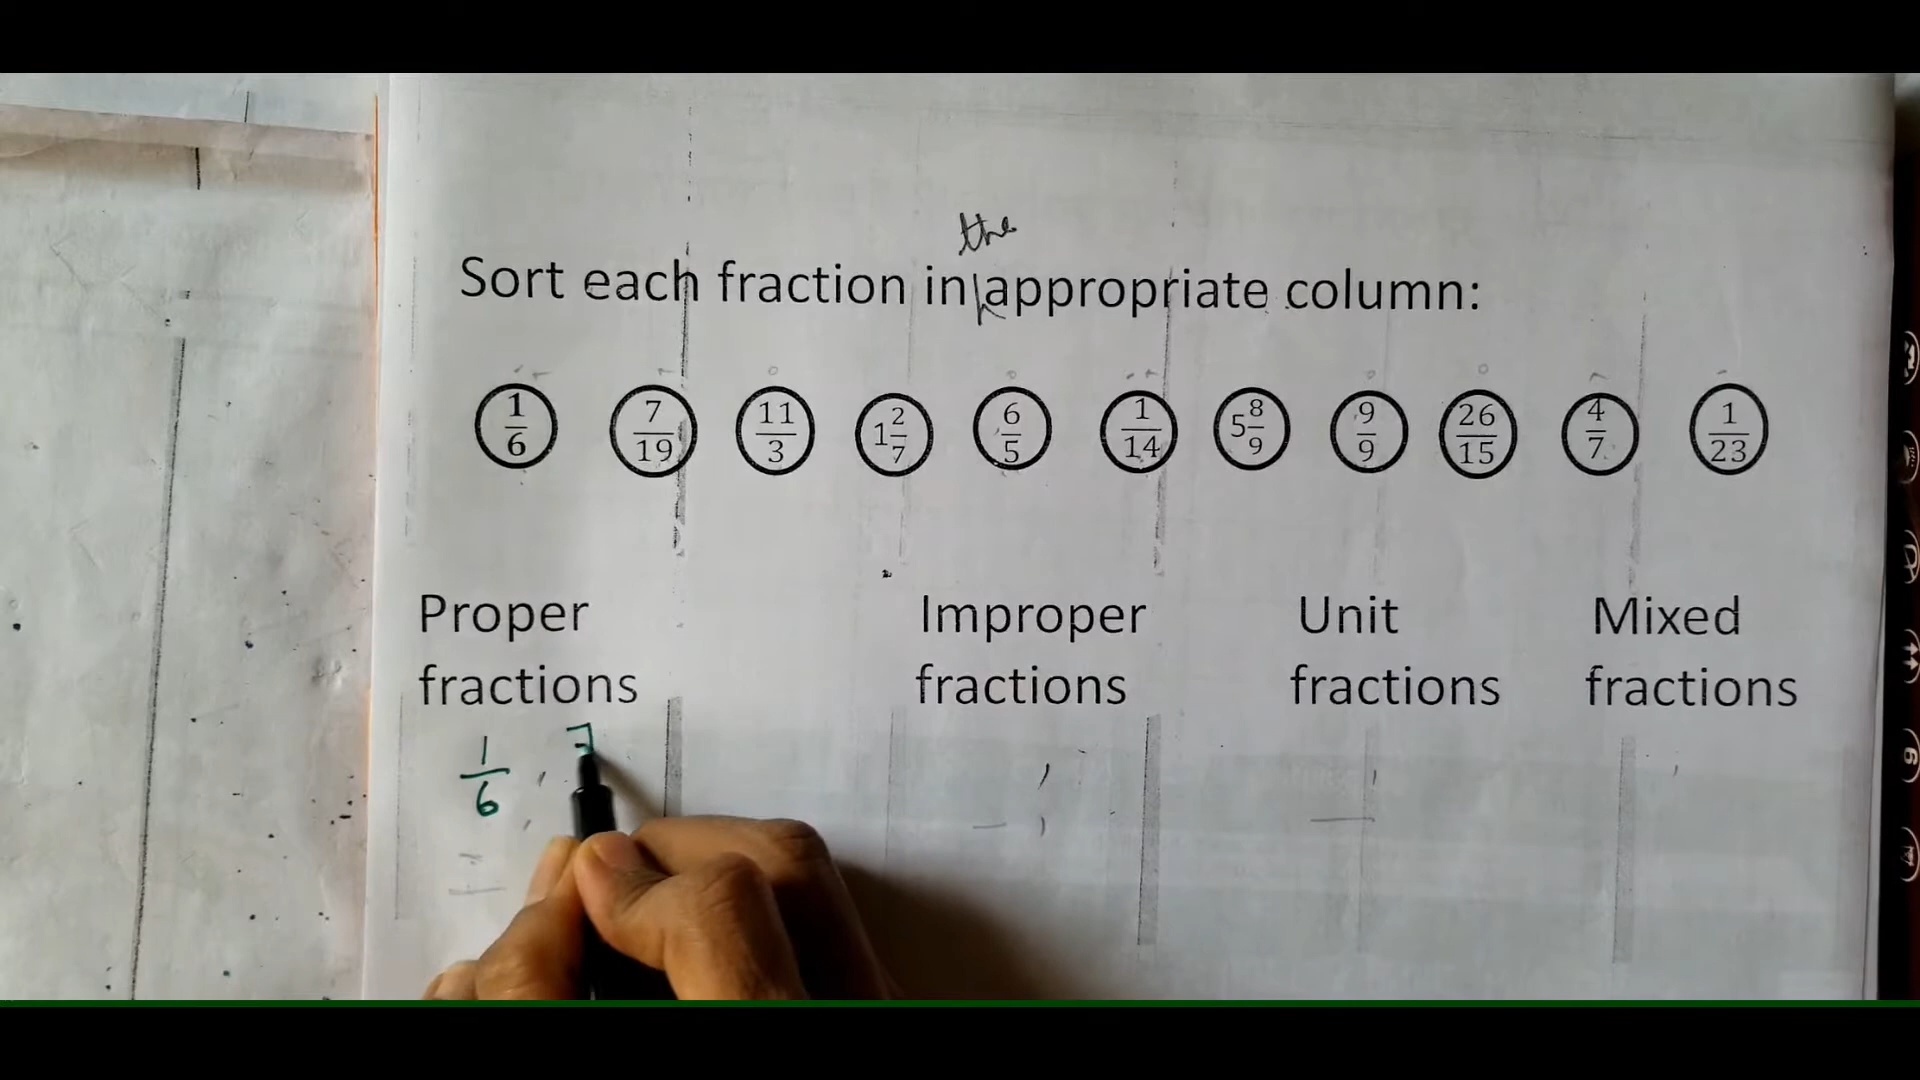 the
Sort each fraction in appropriate column:
1/6 7/19 11/3 1 2/7 6/5 1/14 5 8/9 9/9 26/15 4/7 1/23
Proper fractions
Improper fractions
Unit fractions
Mixed fractions
1/6 , 7